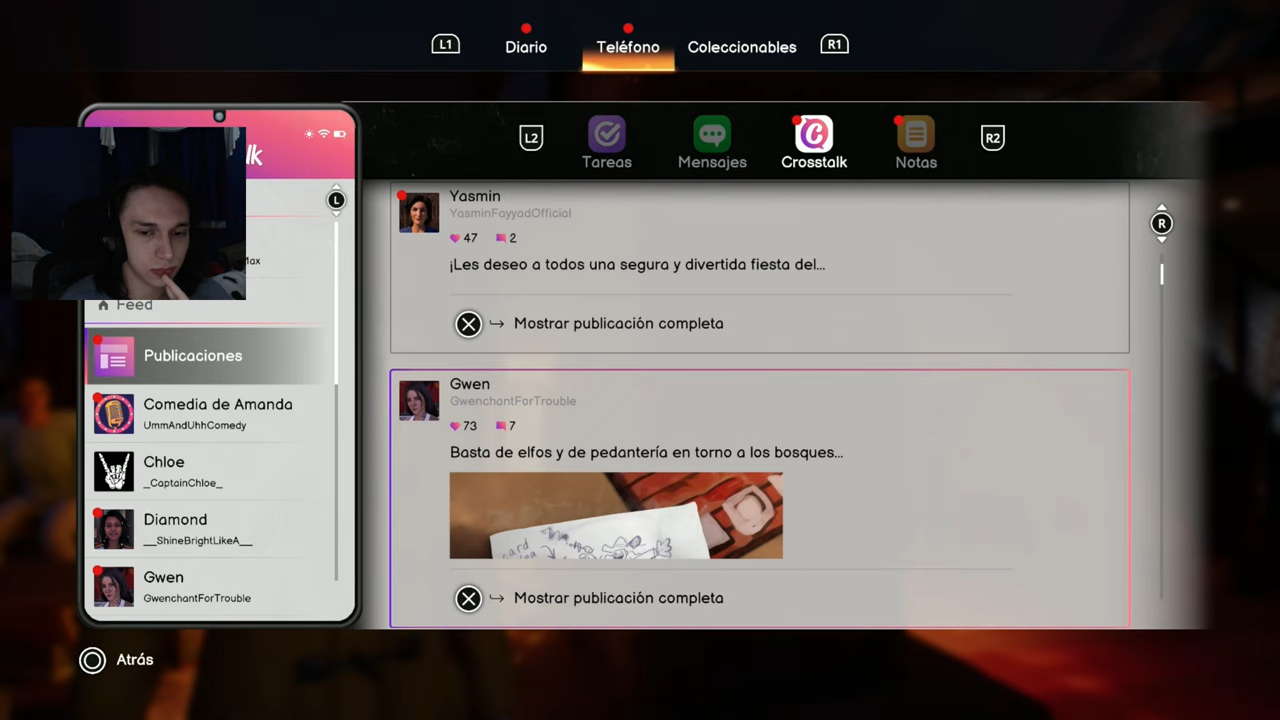 L1
Diario
Teléfono
Coleccionables
R1
L2
Tareas
Mensajes
Crosstalk
Notas
R2
lk
L
Max
Feed
Publicaciones
Comedia de Amanda
UmmAndUhhComedy
Chloe
_CaptainChloe_
Diamond
__ShineBrightLikeA__
Gwen
GwenchantForTrouble
Yasmin
YasminFayyadOfficial
47 2
¡Les deseo a todos una segura y divertida fiesta del...
Mostrar publicación completa
Gwen
GwenchantForTrouble
73 7
Basta de elfos y de pedantería en torno a los bosques...
card
Mostrar publicación completa
R
Atrás